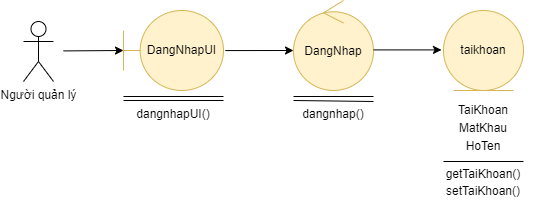 DangNhapUI
DangNhap
taikhoan
Người quản lý
dangnhapUI()
dangnhap()
TaiKhoan
MatKhau
HoTen
getTaiKhoan()
setTaiKhoan()